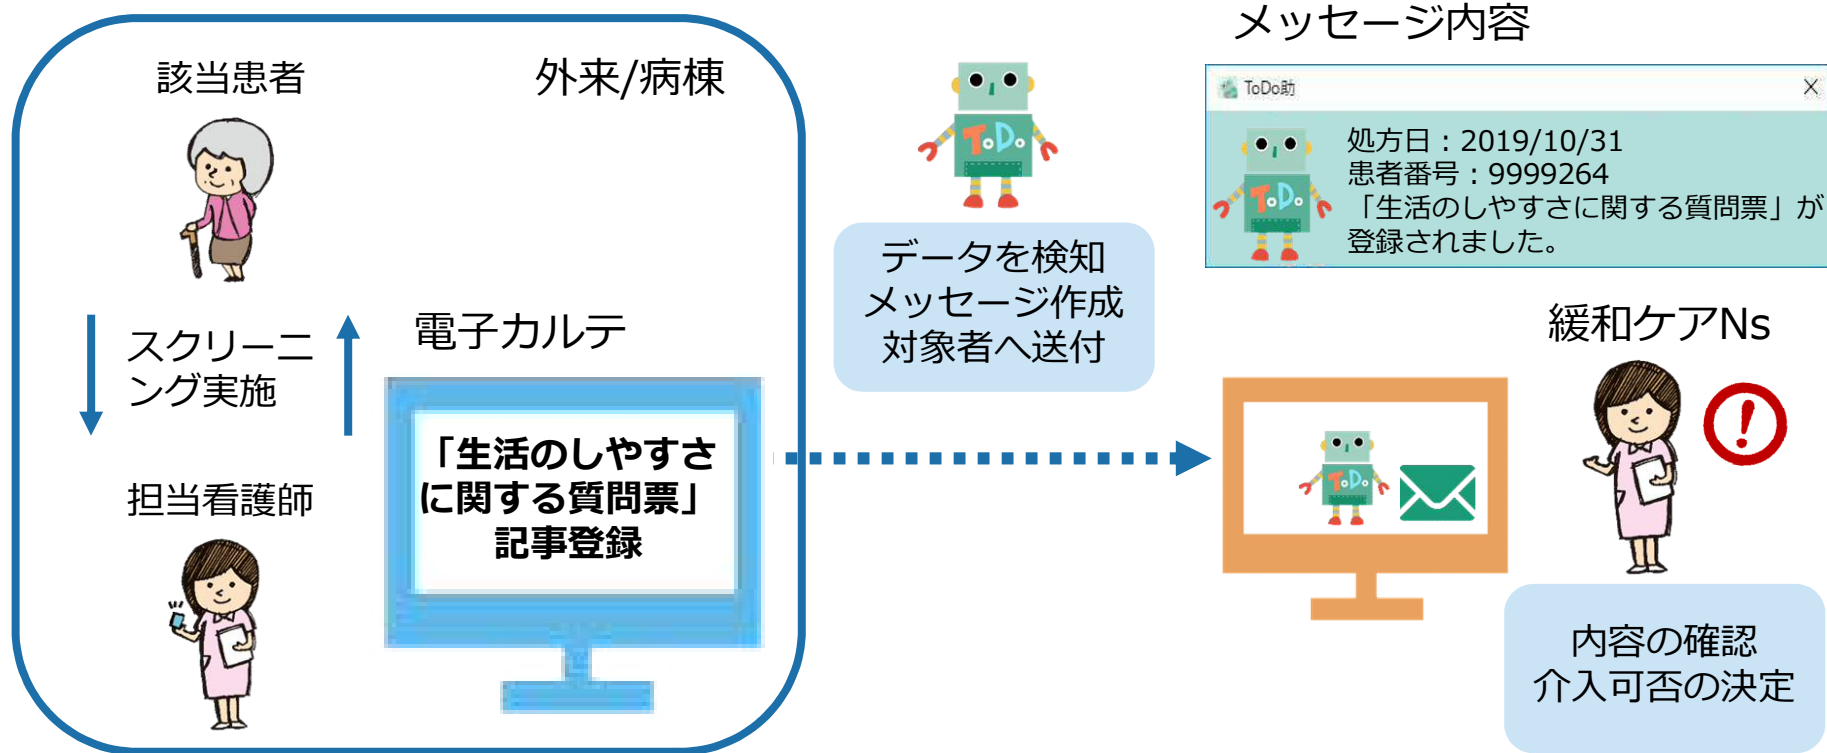 該当患者
外来/病棟
スクリーニ
ング実施
担当看護師
電子カルテ
「生活のしやすさ
に関する質問票」
記事登録
ToDo
データを検知
メッセージ作成
対象者へ送付
メッセージ内容
ToDo助
X
ToDo
処方日：2019/10/31
患者番号：9999264
「生活のしやすさに関する質問票」が
登録されました。
緩和ケアNs
ToDo
!
内容の確認
介入可否の決定